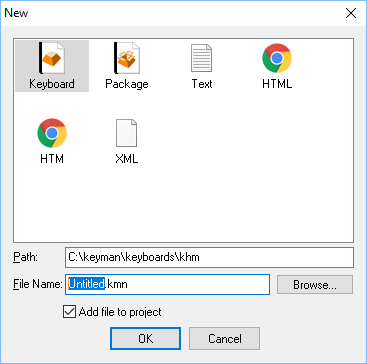 New
Keyboard Package Text HTML
HTM XML
Path: C:\keyman\keyboards\khm
File Name: Untitled.kmn Browse...
Add file to project
OK Cancel